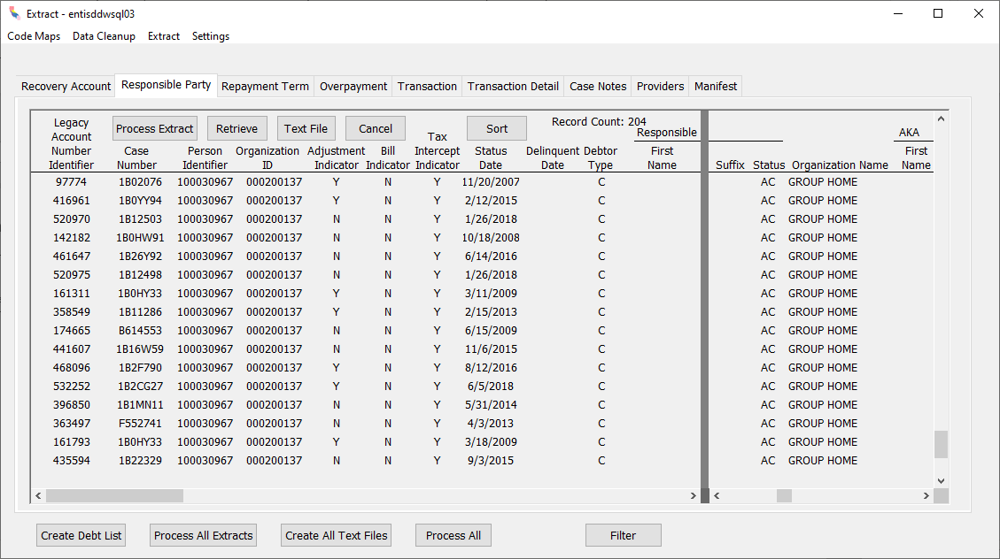 Extract - entisddwsql03
Code Maps Data Cleanup Extract Settings
Recovery Account Responsible Party Repayment Term Overpayment Transaction Transaction Detail Case Notes Providers Manifest
Process Extract Retrieve Text File Cancel Sort Record Count: 204
Legacy Account Number Identifier Case Number Person Identifier Organization ID Adjustment Indicator Bill Indicator Tax Intercept Indicator Status Date Delinquent Date Debtor Type Responsible First Name Suffix Status Organization Name AKA First Name
97774 1B02076 100030967 000200137 Y N Y 11/20/2007 C AC GROUP HOME
416961 1B0YY94 100030967 000200137 Y N Y 2/12/2015 C AC GROUP HOME
520970 1B12503 100030967 000200137 N N Y 1/26/2018 C AC GROUP HOME
142182 1B0HW91 100030967 000200137 N N Y 10/18/2008 C AC GROUP HOME
461647 1B26Y92 100030967 000200137 N N Y 6/14/2016 C AC GROUP HOME
520975 1B12498 100030967 000200137 N N Y 1/26/2018 C AC GROUP HOME
161311 1B0HY33 100030967 000200137 Y N Y 3/11/2009 C AC GROUP HOME
358549 1B11286 100030967 000200137 Y N Y 2/15/2013 C AC GROUP HOME
174665 B614553 100030967 000200137 N N Y 6/15/2009 C AC GROUP HOME
441607 1B16W59 100030967 000200137 N N Y 11/6/2015 C AC GROUP HOME
468096 1B2F790 100030967 000200137 Y N Y 8/12/2016 C AC GROUP HOME
532252 1B2CG27 100030967 000200137 Y N Y 6/5/2018 C AC GROUP HOME
396850 1B1MN11 100030967 000200137 N N Y 5/31/2014 C AC GROUP HOME
363497 F552741 100030967 000200137 N N Y 4/3/2013 C AC GROUP HOME
161793 1B0HY33 100030967 000200137 Y N Y 3/18/2009 C AC GROUP HOME
435594 1B22329 100030967 000200137 N N Y 9/3/2015 C AC GROUP HOME
Create Debt List Process All Extracts Create All Text Files Process All Filter